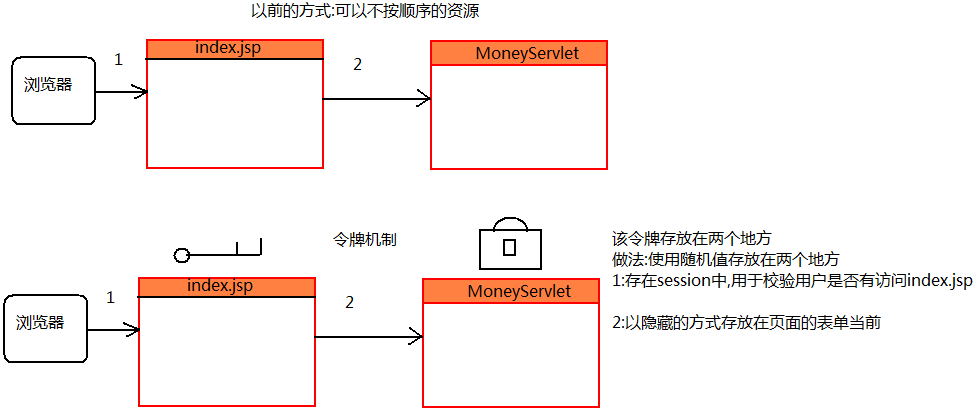 以前的方式:可以不按顺序的资源
浏览器
1
index.jsp
2
MoneyServlet
令牌机制
浏览器
1
index.jsp
2
MoneyServlet
该令牌存放在两个地方
做法:使用随机值存放在两个地方
1:存在session中,用于校验用户是否有访问index.jsp
2:以隐藏的方式存放在页面的表单当前